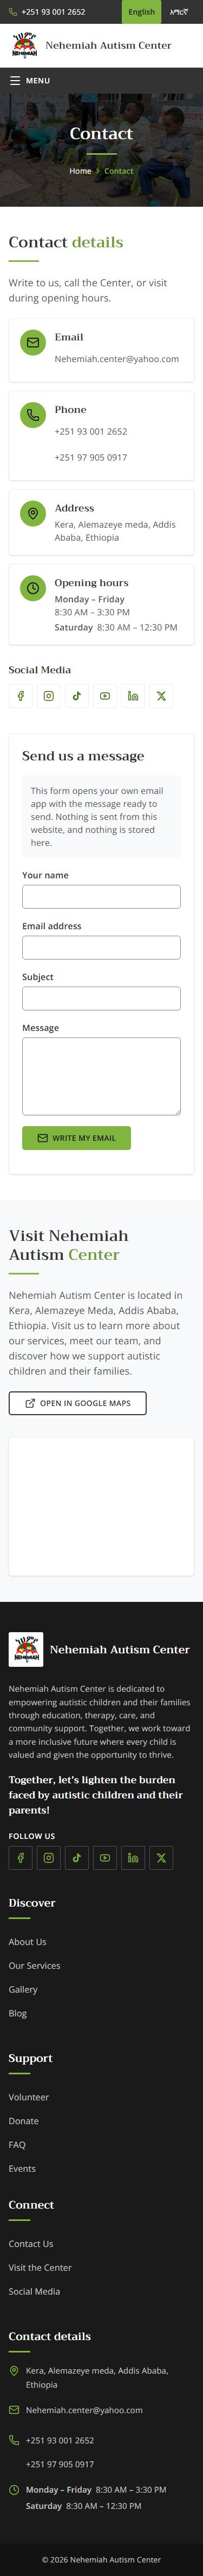 +251 93 001 2652
English
አማርኛ
Nehemiah Autism Center
MENU
Contact
Home > Contact
Contact details
Write to us, call the Center, or visit
during opening hours.
Email
Nehemiah.center@yahoo.com
Phone
+251 93 001 2652
+251 97 905 0917
Address
Kera, Alemazeye meda, Addis
Ababa, Ethiopia
Opening hours
Monday – Friday
8:30 AM – 3:30 PM
Saturday 8:30 AM – 12:30 PM
Social Media
Send us a message
This form opens your own email
app with the message ready to
send. Nothing is sent from this
website, and nothing is stored
here.
Your name
Email address
Subject
Message
WRITE MY EMAIL
Visit Nehemiah
Autism Center
Nehemiah Autism Center is located in
Kera, Alemazeye Meda, Addis Ababa,
Ethiopia. Visit us to learn more about
our services, meet our team, and
discover how we support autistic
children and their families.
OPEN IN GOOGLE MAPS
NEHEMIAH
Nehemiah Autism Center
Nehemiah Autism Center is dedicated to
empowering autistic children and their families
through education, therapy, care, and
community support. Together, we work toward
a more inclusive future where every child is
valued and given the opportunity to thrive.
Together, let's lighten the burden
faced by autistic children and their
parents!
FOLLOW US
Discover
About Us
Our Services
Gallery
Blog
Support
Volunteer
Donate
FAQ
Events
Connect
Contact Us
Visit the Center
Social Media
Contact details
Kera, Alemazeye meda, Addis Ababa,
Ethiopia
Nehemiah.center@yahoo.com
+251 93 001 2652
+251 97 905 0917
Monday – Friday 8:30 AM – 3:30 PM
Saturday 8:30 AM – 12:30 PM
© 2026 Nehemiah Autism Center